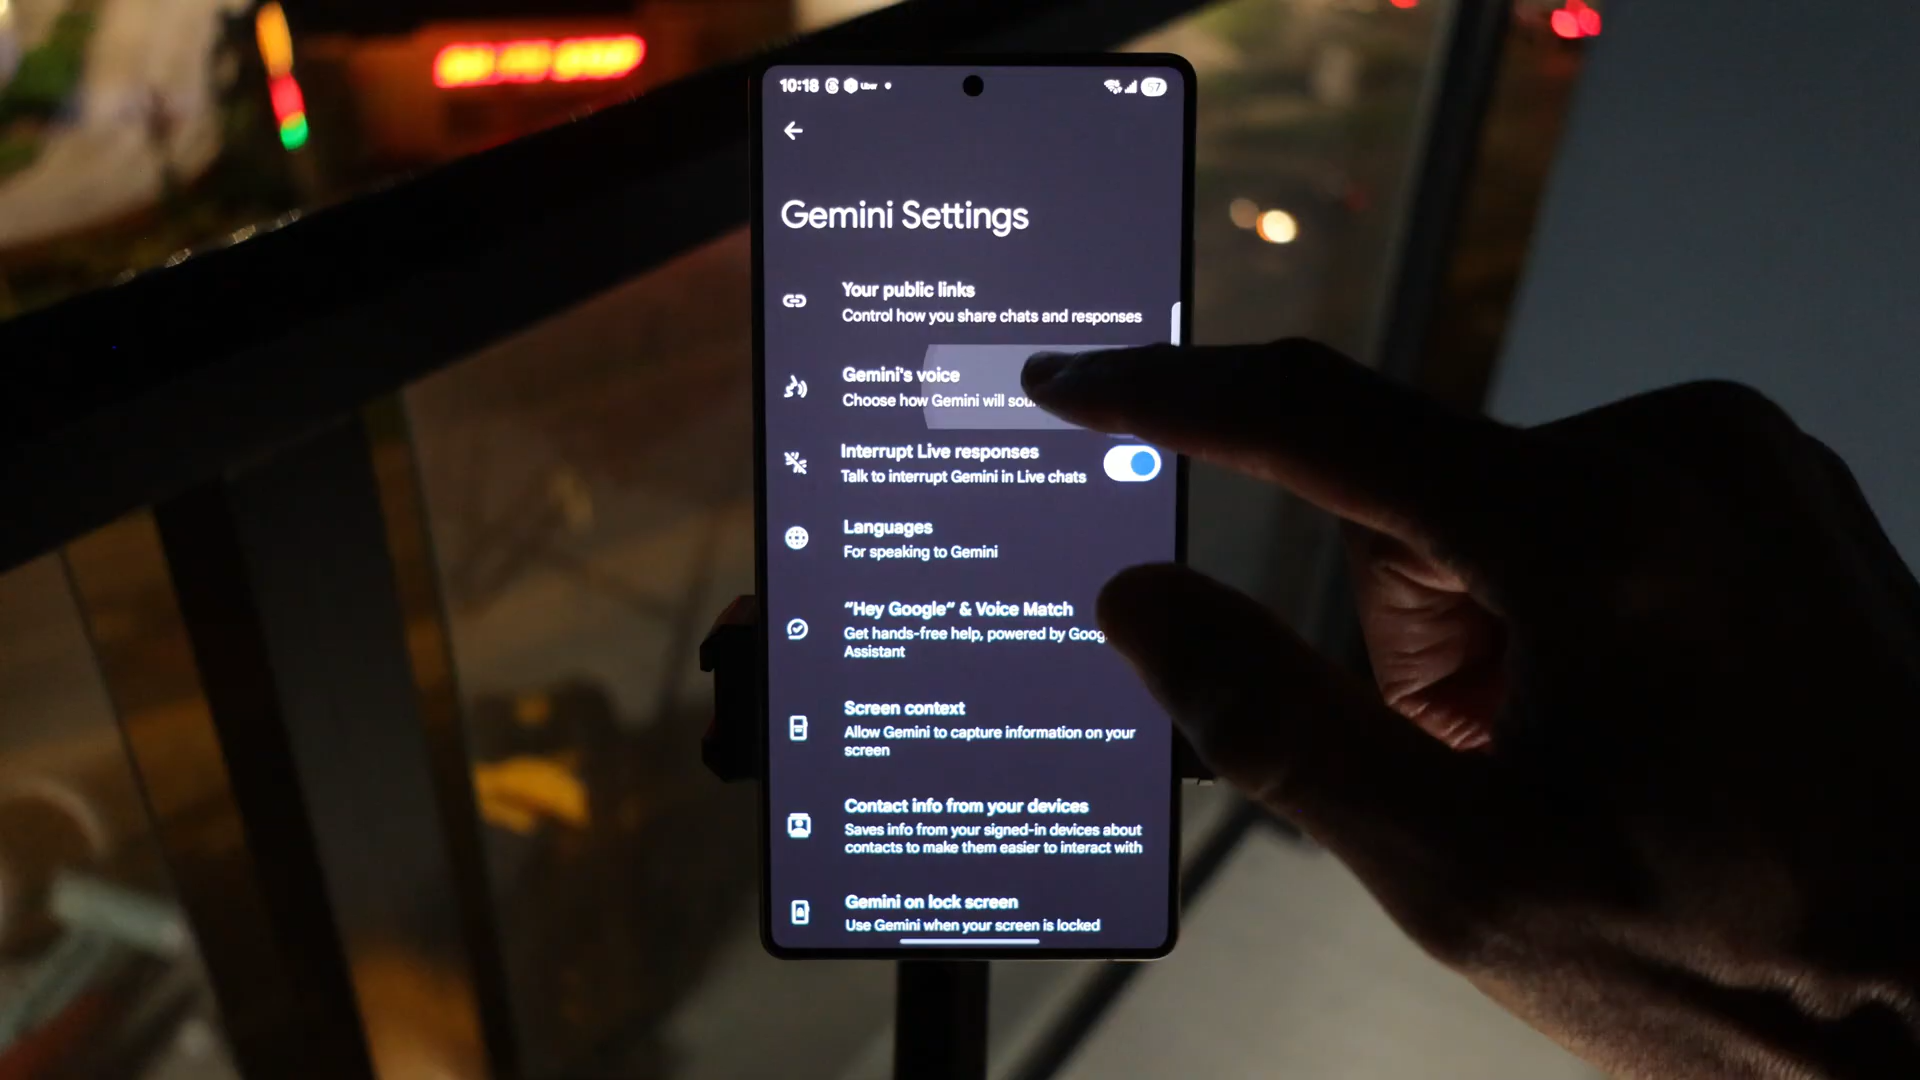 10:18 Uber 57
Gemini Settings
Your public links
Control how you share chats and responses
Gemini's voice
Choose how Gemini will
Interrupt Live responses
Talk to interrupt Gemini in Live chats
Languages
For speaking to Gemini
“Hey Google” & Voice Match
Get hands-free help, powered by
Assistant
Screen context
Allow Gemini to capture information on your
screen
Contact info from your devices
Saves info from your signed-in devices about
contacts to make them easier to interact with
Gemini on lock screen
Use Gemini when your screen is locked